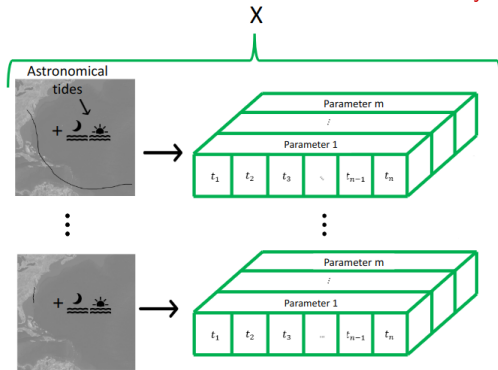 X
Astronomical
tides
+
Parameter m
⋮
Parameter 1
t₁ t₂ t₃ ⋱ tₙ₋₁ tₙ
⋮ ⋮
+
Parameter m
⋮
Parameter 1
t₁ t₂ t₃ ... tₙ₋₁ tₙ